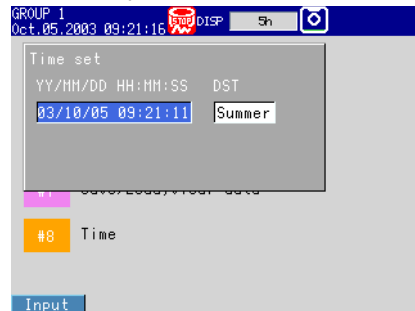 GROUP 1
Oct.05.2003 09:21:16 STOP DISP 5h
Time set
YY/MM/DD HH:MM:SS DST
03/10/05 09:21:11 Summer
#8 Time
Input